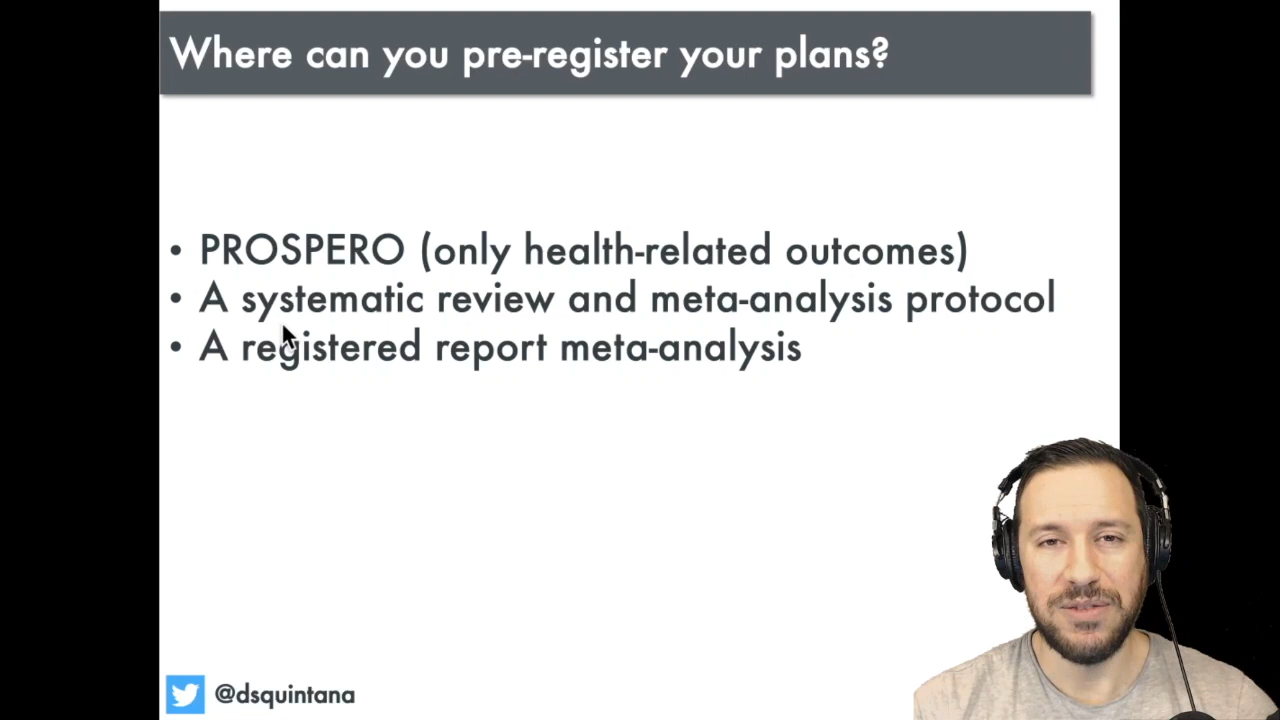 Where can you pre-register your plans?
• PROSPERO (only health-related outcomes)
• A systematic review and meta-analysis protocol
• A registered report meta-analysis
@dsquintana